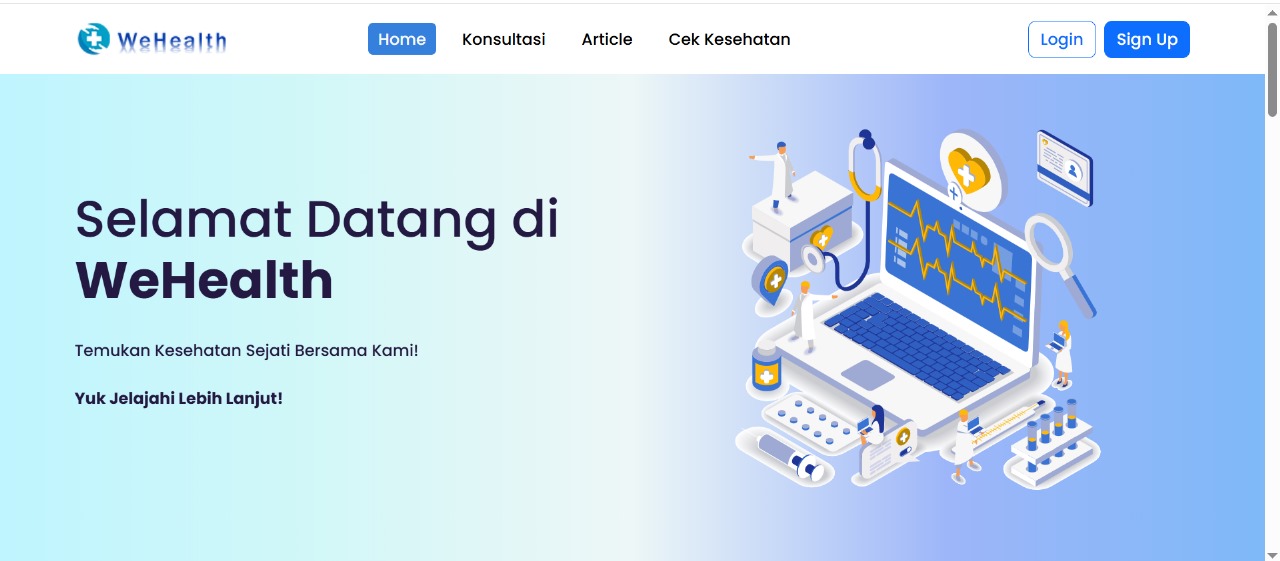 WeHealth
Home Konsultasi Article Cek Kesehatan
Login Sign Up
Selamat Datang di
WeHealth
Temukan Kesehatan Sejati Bersama Kami!
Yuk Jelajahi Lebih Lanjut!